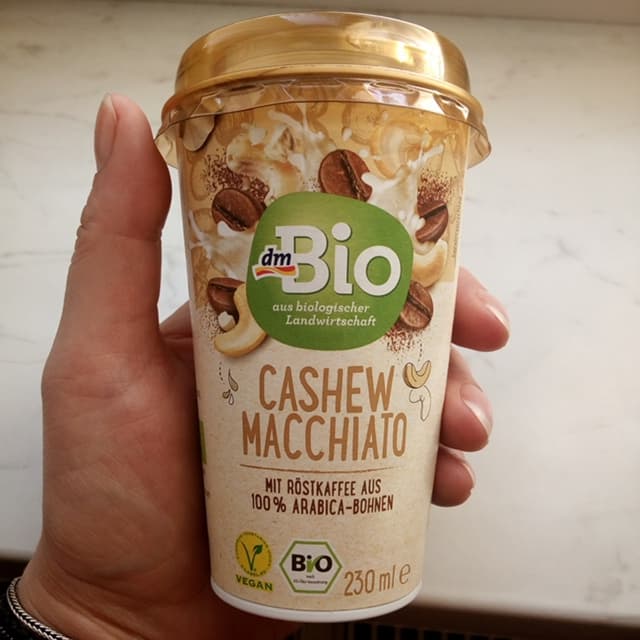 dm Bio
aus biologischer
Landwirtschaft
CASHEW
MACCHIATO
MIT RÖSTKAFFEE AUS
100% ARABICA-BOHNEN
VEGAN
BiO
230 ml e